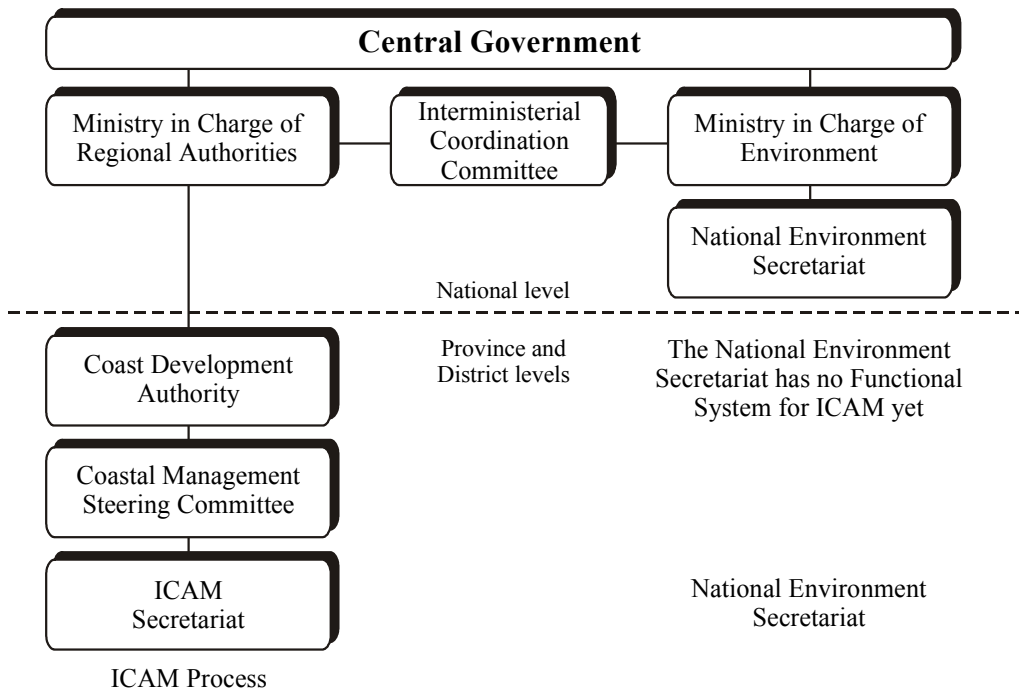 Central Government
Ministry in Charge of
Regional Authorities
Interministerial
Coordination
Committee
Ministry in Charge of
Environment
National Environment
Secretariat
National level
Coast Development
Authority
Province and
District levels
The National Environment
Secretariat has no Functional
System for ICAM yet
Coastal Management
Steering Committee
ICAM
Secretariat
National Environment
Secretariat
ICAM Process